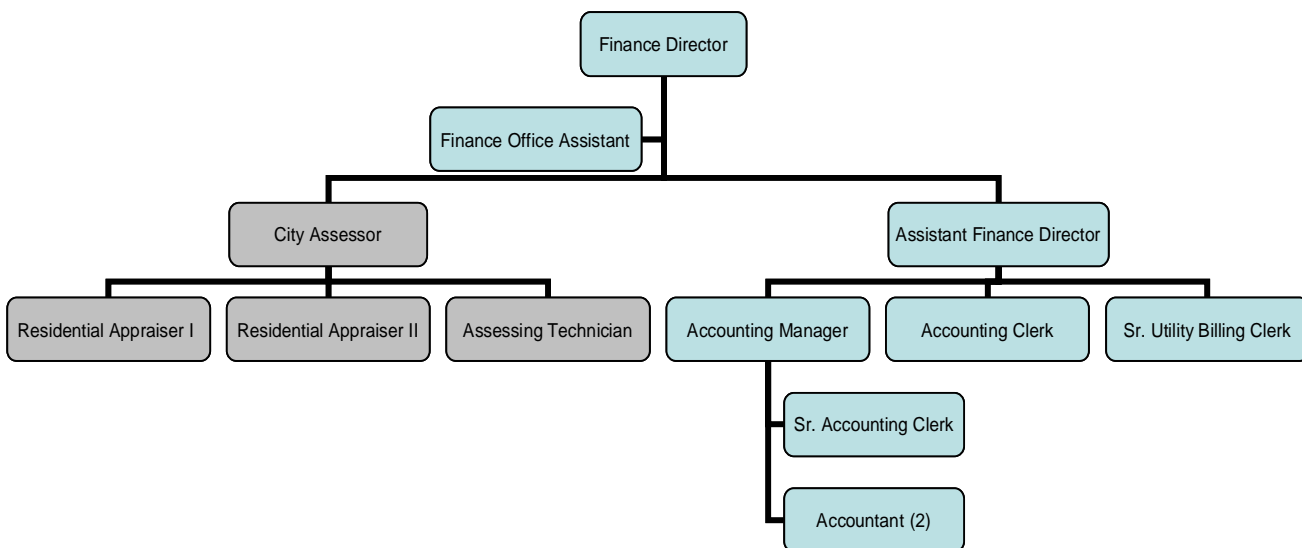 Finance Director
Finance Office Assistant
City Assessor
Assistant Finance Director
Residential Appraiser I
Residential Appraiser II
Assessing Technician
Accounting Manager
Accounting Clerk
Sr. Utility Billing Clerk
Sr. Accounting Clerk
Accountant (2)